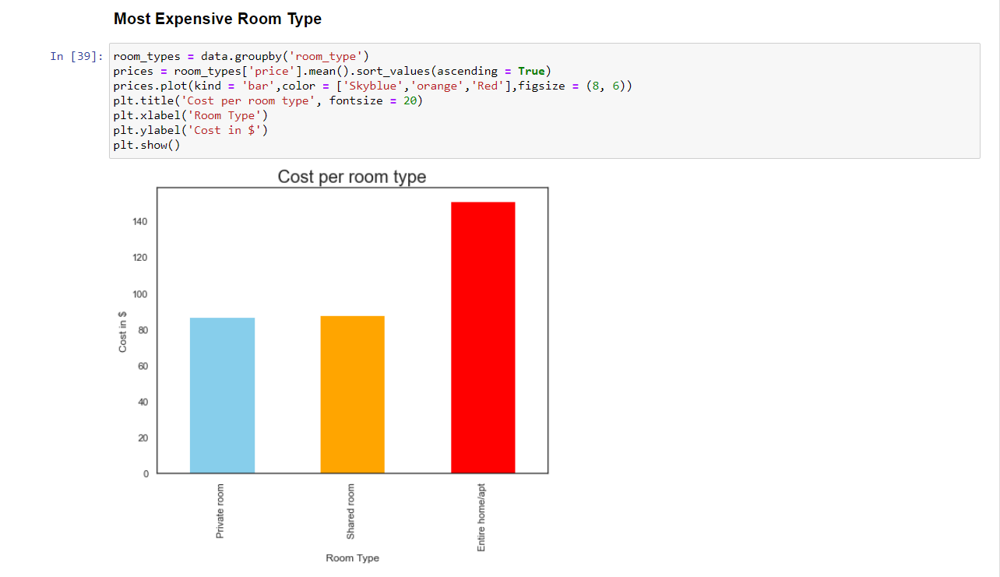 Most Expensive Room Type
In [39]:
room_types = data.groupby('room_type')
prices = room_types['price'].mean().sort_values(ascending = True)
prices.plot(kind = 'bar',color = ['Skyblue','orange','Red'],figsize = (8, 6))
plt.title('Cost per room type', fontsize = 20)
plt.xlabel('Room Type')
plt.ylabel('Cost in $')
plt.show()
Cost per room type
140
120
100
80
60
40
20
0
Cost in $
Private room
Shared room
Entire home/apt
Room Type